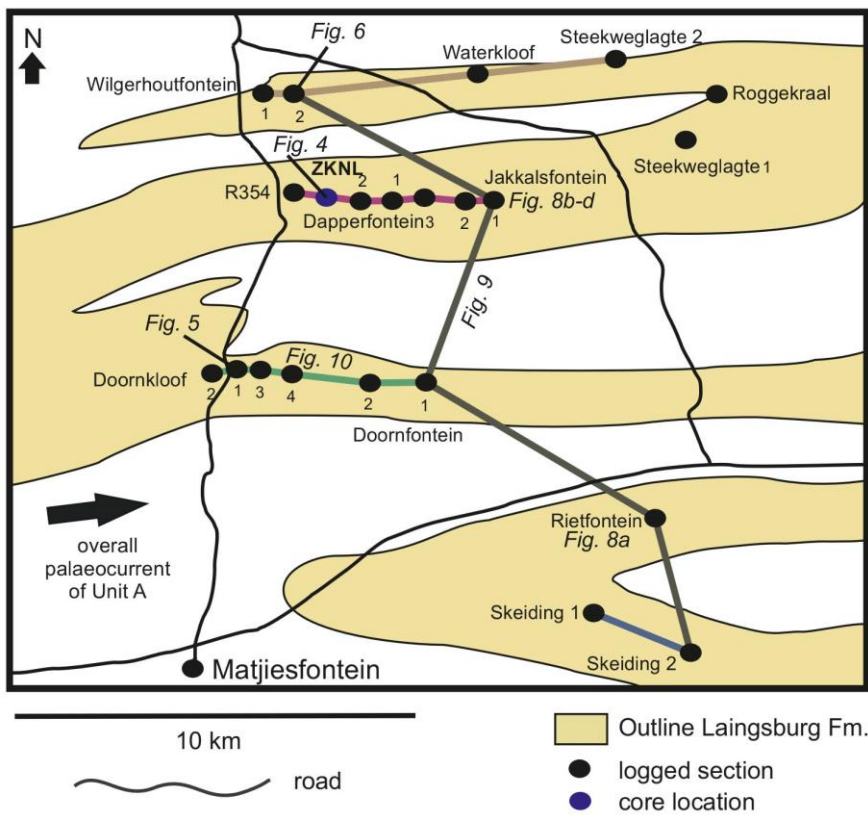 N
Fig. 6
Wilgerhoutfontein
1
2
Waterkloof
Steekweglagte 2
Roggekraal
Steekweglagte 1
Fig. 4
ZKNL
R354
2
1
Dapperfontein
3
2
1
Jakkalsfontein
Fig. 8b-d
Fig. 9
Fig. 5
Fig. 10
Doornkloof
2
1
3
4
2
1
Doornfontein
overall
palaeocurrent
of Unit A
Rietfontein
Fig. 8a
Skeiding 1
Skeiding 2
Matjiesfontein
10 km
road
Outline Laingsburg Fm.
logged section
core location